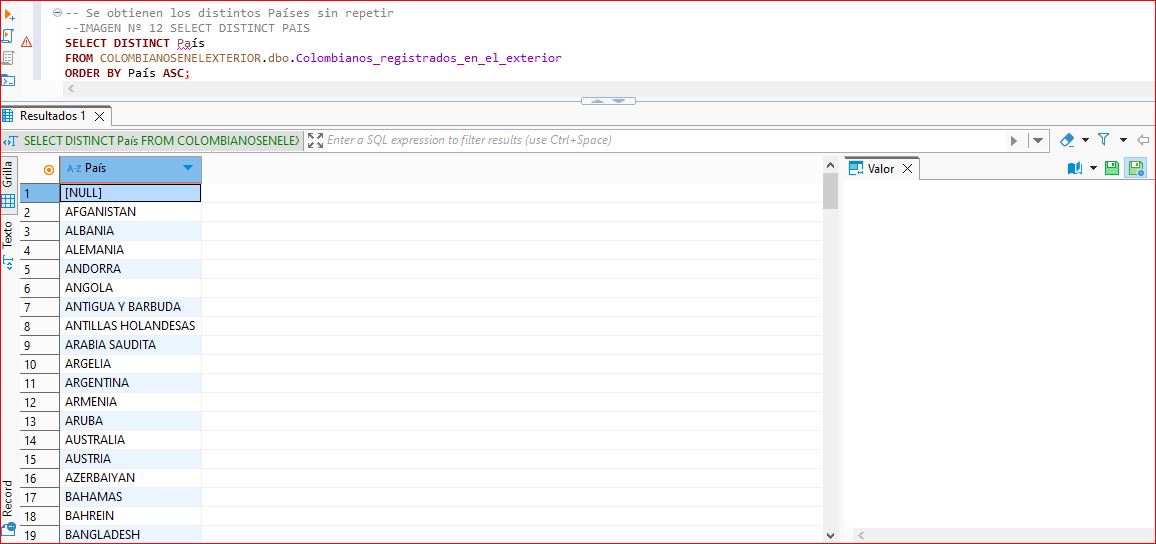 -- Se obtienen los distintos Países sin repetir
--IMAGEN Nº 12 SELECT DISTINCT PAIS
SELECT DISTINCT País
FROM COLOMBIANOSENELEXTERIOR.dbo.Colombianos_registrados_en_el_exterior
ORDER BY País ASC;
Resultados 1
SELECT DISTINCT País FROM COLOMBIANOSENELEX
Enter a SQL expression to filter results (use Ctrl+Space)
Grilla
Texto
Record
A-Z País
1 [NULL]
2 AFGANISTAN
3 ALBANIA
4 ALEMANIA
5 ANDORRA
6 ANGOLA
7 ANTIGUA Y BARBUDA
8 ANTILLAS HOLANDESAS
9 ARABIA SAUDITA
10 ARGELIA
11 ARGENTINA
12 ARMENIA
13 ARUBA
14 AUSTRALIA
15 AUSTRIA
16 AZERBAIYAN
17 BAHAMAS
18 BAHREIN
19 BANGLADESH
Valor